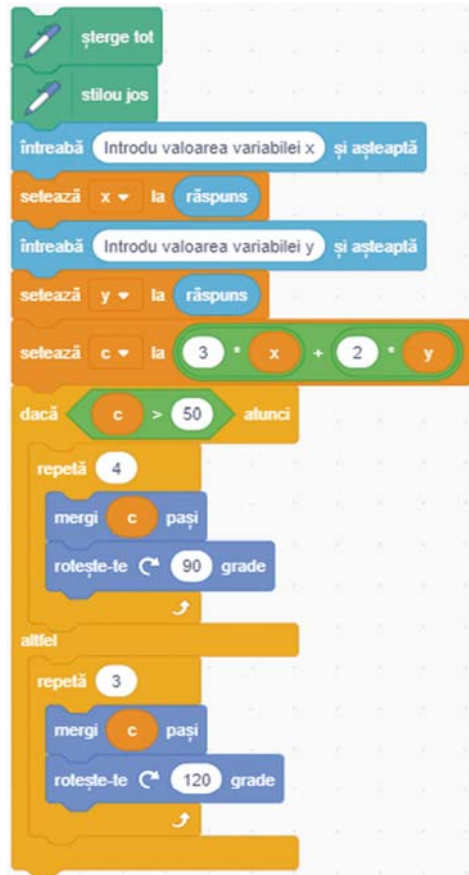 șterge tot
stilou jos
întreabă Introdu valoarea variabilei x și așteaptă
setează x la răspuns
întreabă Introdu valoarea variabilei y și așteaptă
setează y la răspuns
setează c la 3 * x + 2 * y
dacă c > 50 atunci
repetă 4
mergi c pași
rotește-te 90 grade
altfel
repetă 3
mergi c pași
rotește-te 120 grade